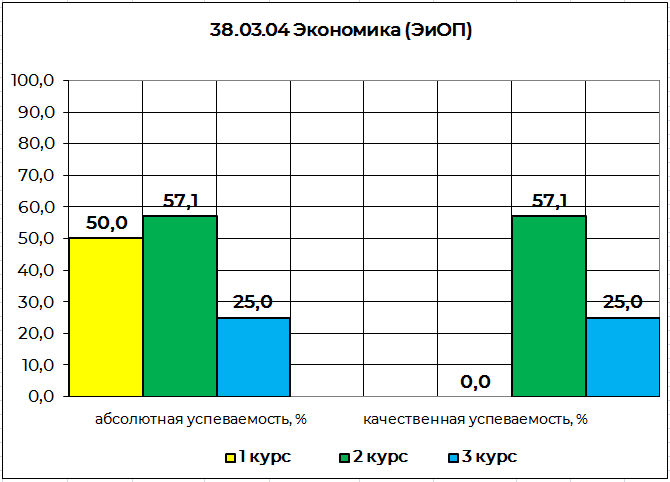 38.03.04 Экономика (ЭиОП)
100,0
90,0
80,0
70,0
60,0
50,0
40,0
30,0
20,0
10,0
0,0
50,0
57,1
25,0
0,0
57,1
25,0
абсолютная успеваемость, %
качественная успеваемость, %
1 курс
2 курс
3 курс